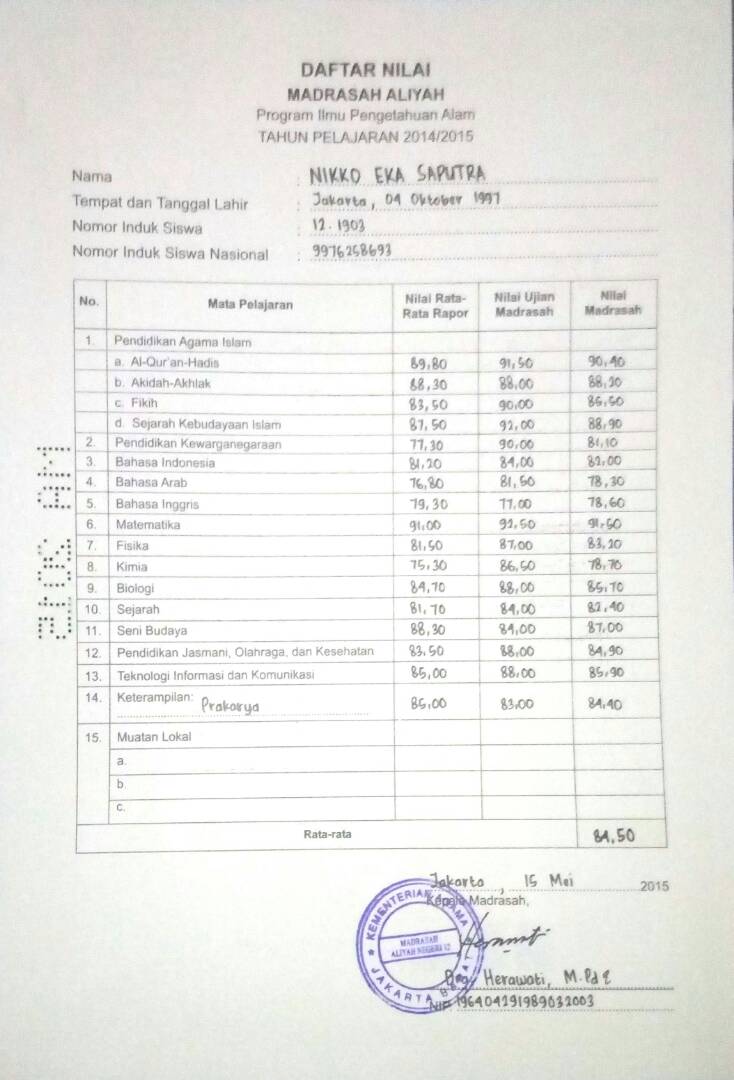 DAFTAR NILAI
MADRASAH ALIYAH
Program Ilmu Pengetahuan Alam
TAHUN PELAJARAN 2014/2015
Nama : NIKKO EKA SAPUTRA
Tempat dan Tanggal Lahir : Jakarta, 04 Oktober 1997
Nomor Induk Siswa : 12.1903
Nomor Induk Siswa Nasional : 9976258693
No. Mata Pelajaran Nilai Rata-Rata Rapor Nilai Ujian Madrasah Nilai Madrasah
1. Pendidikan Agama Islam
a. Al-Qur'an-Hadis 89,80 91,50 90,40
b. Akidah-Akhlak 88,30 88,00 88,20
c. Fikih 83,50 90,00 85,50
d. Sejarah Kebudayaan Islam 87,50 92,00 88,90
2. Pendidikan Kewarganegaraan 77,30 90,00 81,10
3. Bahasa Indonesia 81,20 84,00 82,00
4. Bahasa Arab 76,80 81,50 78,30
5. Bahasa Inggris 79,30 77,00 78,60
6. Matematika 91,00 92,50 91,50
7. Fisika 81,50 87,00 83,20
8. Kimia 75,30 86,50 78,70
9. Biologi 84,70 88,00 85,70
10. Sejarah 81,70 84,00 82,40
11. Seni Budaya 88,30 84,00 87,00
12. Pendidikan Jasmani, Olahraga, dan Kesehatan 83,50 88,00 84,90
13. Teknologi Informasi dan Komunikasi 85,00 88,00 85,90
14. Keterampilan: Prakarya 85,00 83,00 84,40
15. Muatan Lokal
a.
b.
c.
Rata-rata 84,50
Jakarta, 15 Mei 2015
Kepala Madrasah,
KEMENTERIAN AGAMA
MADRASAH
ALIYAH NEGERI 12
JAKARTA BARAT
Dra. Herawati, M.Pd
NIP 196404291989032003